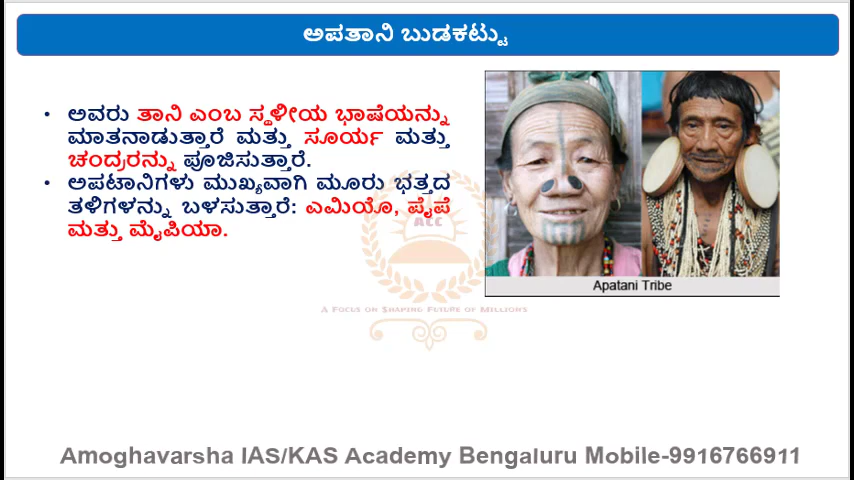 ಅಪತಾನಿ ಬುಡಕಟ್ಟು
• ಅವರು ತಾನಿ ಎಂಬ ಸ್ಥಳೀಯ ಭಾಷೆಯನ್ನು
ಮಾತನಾಡುತ್ತಾರೆ ಮತ್ತು ಸೂರ್ಯ ಮತ್ತು
ಚಂದ್ರರನ್ನು ಪೂಜಿಸುತ್ತಾರೆ.
• ಅಪಟಾನಿಗಳು ಮುಖ್ಯವಾಗಿ ಮೂರು ಭತ್ತದ
ತಳಿಗಳನ್ನು ಬಳಸುತ್ತಾರೆ: ಎಮಿಯೊ, ಪೈಪೆ
ಮತ್ತು ಮೈಪಿಯಾ.
Apatani Tribe
ACC
A Focus on Shaping Future of Millions
Amoghavarsha IAS/KAS Academy Bengaluru Mobile-9916766911